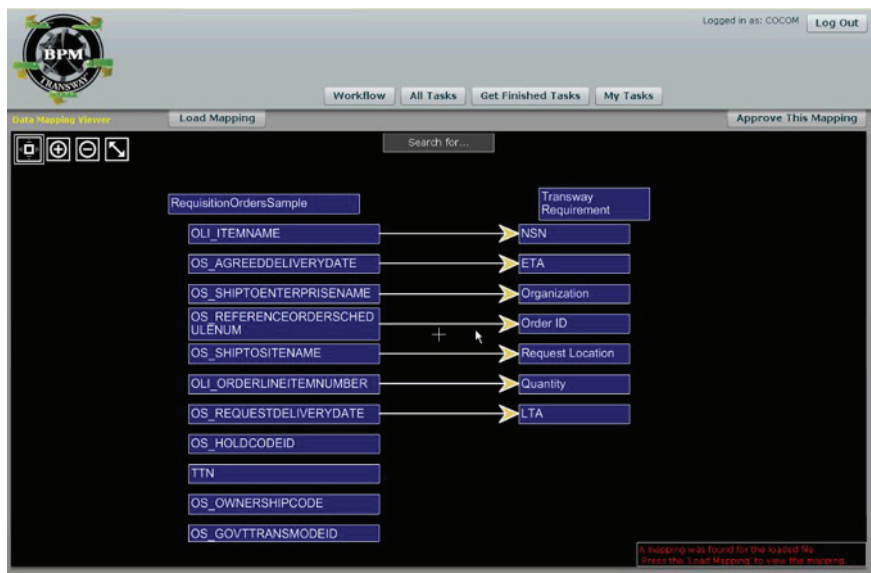 Logged in as: COCOM
Log Out
BPM
TRANSWAY
Workflow
All Tasks
Get Finished Tasks
My Tasks
Data Mapping Viewer
Load Mapping
Approve This Mapping
Search for...
RequisitionOrdersSample
Transway
Requirement
OLI_ITEMNAME
NSN
OS_AGREEDDELIVERYDATE
ETA
OS_SHIPTOENTERPRISENAME
Organization
OS_REFERENCEORDERSCHED
ULENUM
Order ID
OS_SHIPTOSITENAME
Request Location
OLI_ORDERLINEITEMNUMBER
Quantity
OS_REQUESTDELIVERYDATE
LTA
OS_HOLDCODEID
TTN
OS_OWNERSHIPCODE
OS_GOVTTRANSMODEID
A mapping was found for the loaded file
Press the 'Load Mapping' to view the mapping.